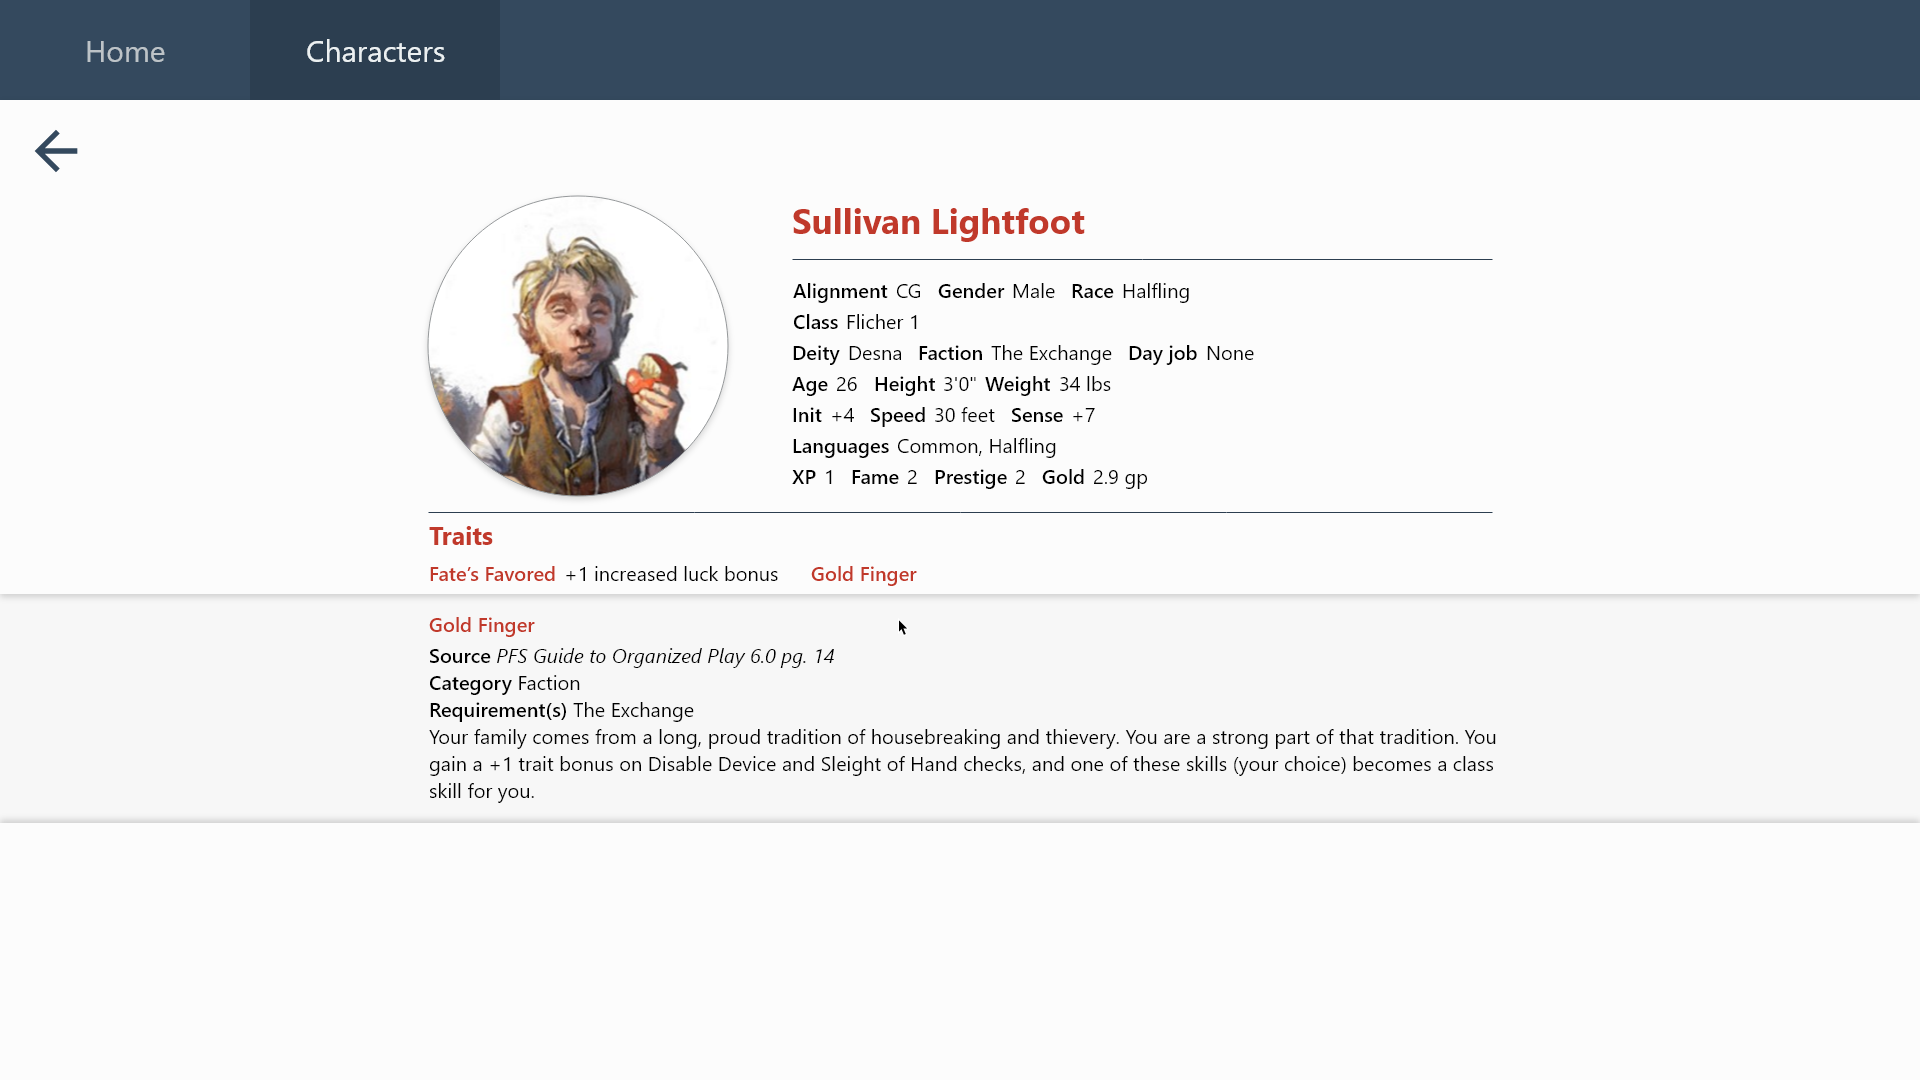 Home Characters
Sullivan Lightfoot
Alignment CG Gender Male Race Halfling
Class Flicher 1
Deity Desna Faction The Exchange Day job None
Age 26 Height 3'0" Weight 34 lbs
Init +4 Speed 30 feet Sense +7
Languages Common, Halfling
XP 1 Fame 2 Prestige 2 Gold 2.9 gp
Traits
Fate’s Favored +1 increased luck bonus Gold Finger
Gold Finger
Source PFS Guide to Organized Play 6.0 pg. 14
Category Faction
Requirement(s) The Exchange
Your family comes from a long, proud tradition of housebreaking and thievery. You are a strong part of that tradition. You
gain a +1 trait bonus on Disable Device and Sleight of Hand checks, and one of these skills (your choice) becomes a class
skill for you.